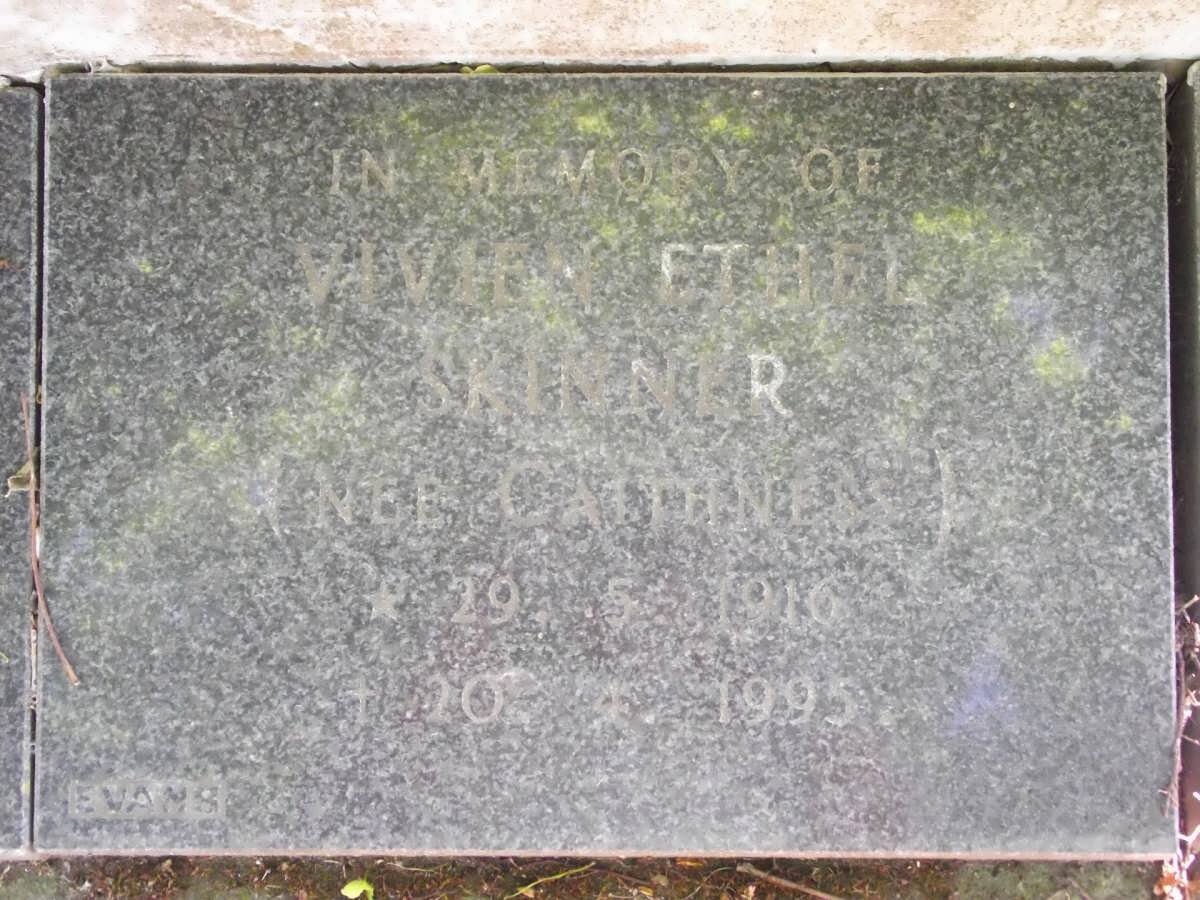 IN MEMORY OF
VIVIEN ETHEL
SKINNER
(NEE CAITHNESS)
★ 29. 5. 1916
† 20 4 1995
EVANS